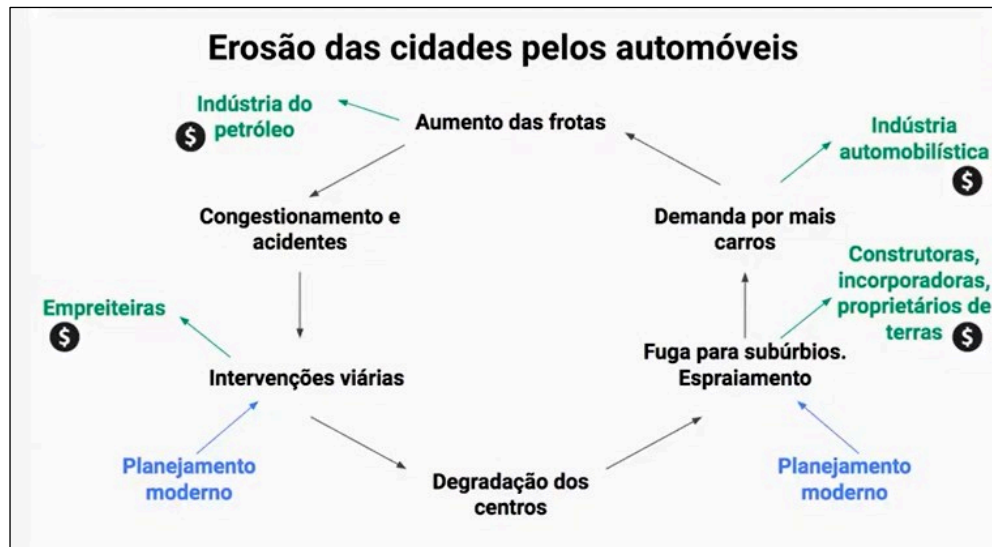 Erosão das cidades pelos automóveis
Indústria do
petróleo
$
Aumento das frotas
Indústria
automobilística
$
Congestionamento e
acidentes
Demanda por mais
carros
Construtoras,
incorporadoras,
proprietários de
terras
$
Empreiteiras
$
Intervenções viárias
Fuga para subúrbios.
Espraiamento
Planejamento
moderno
Degradação dos
centros
Planejamento
moderno